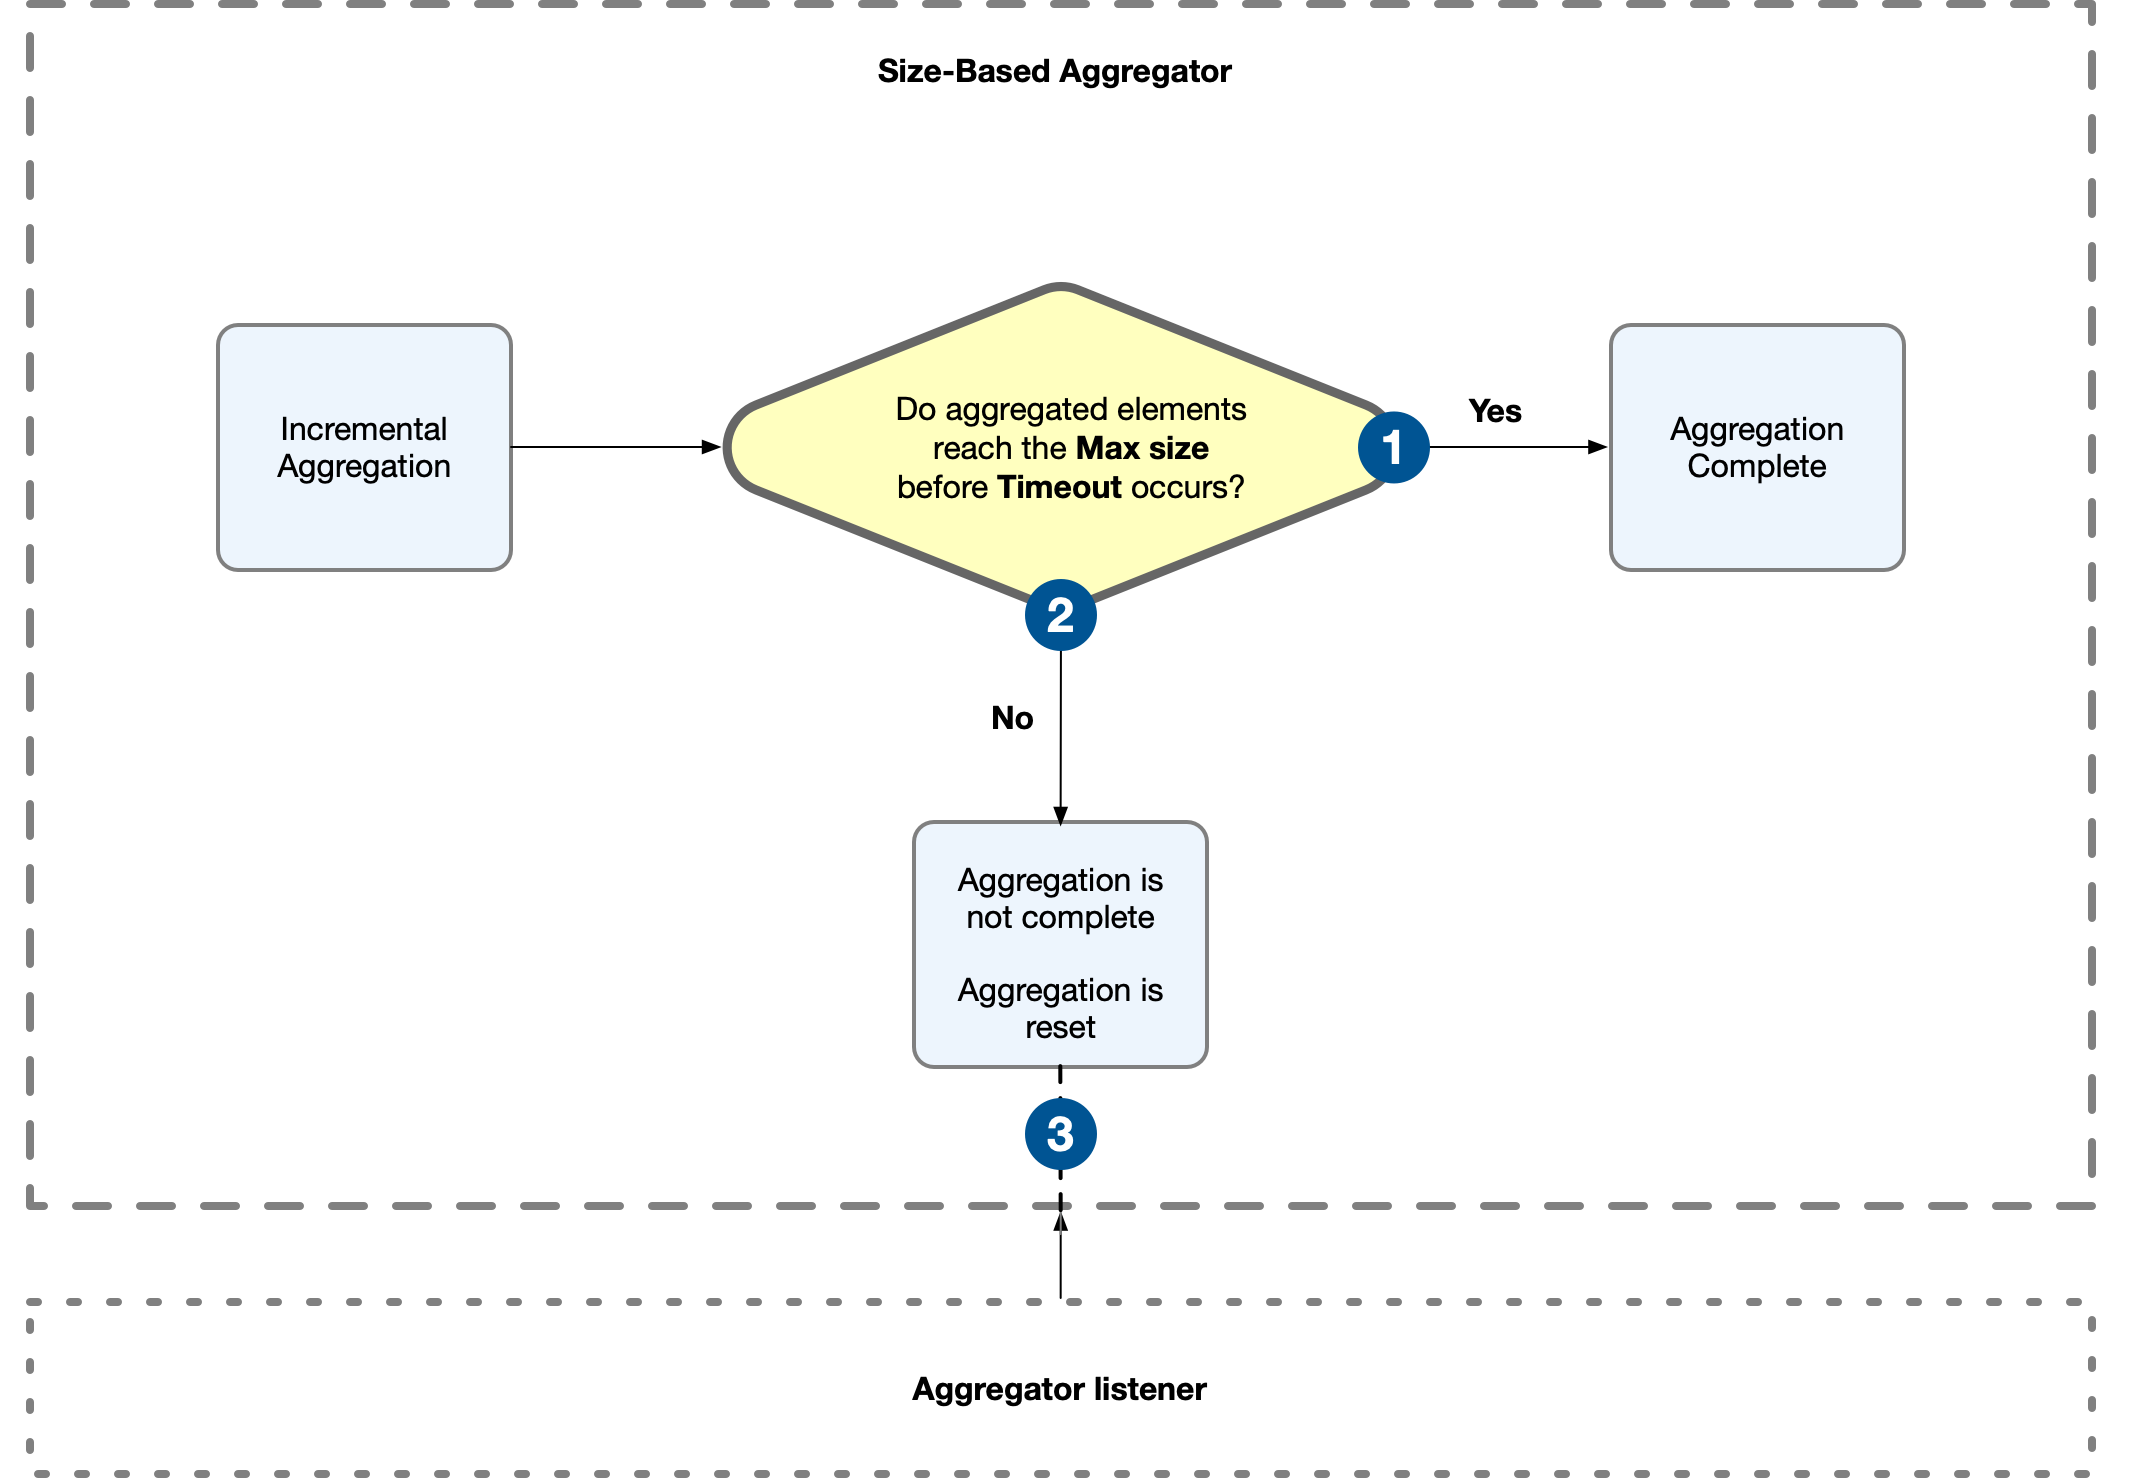 Size-Based Aggregator
Incremental
Aggregation
Do aggregated elements
reach the Max size
before Timeout occurs?
1
Yes
Aggregation
Complete
2
No
Aggregation is
not complete
Aggregation is
reset
3
Aggregator listener